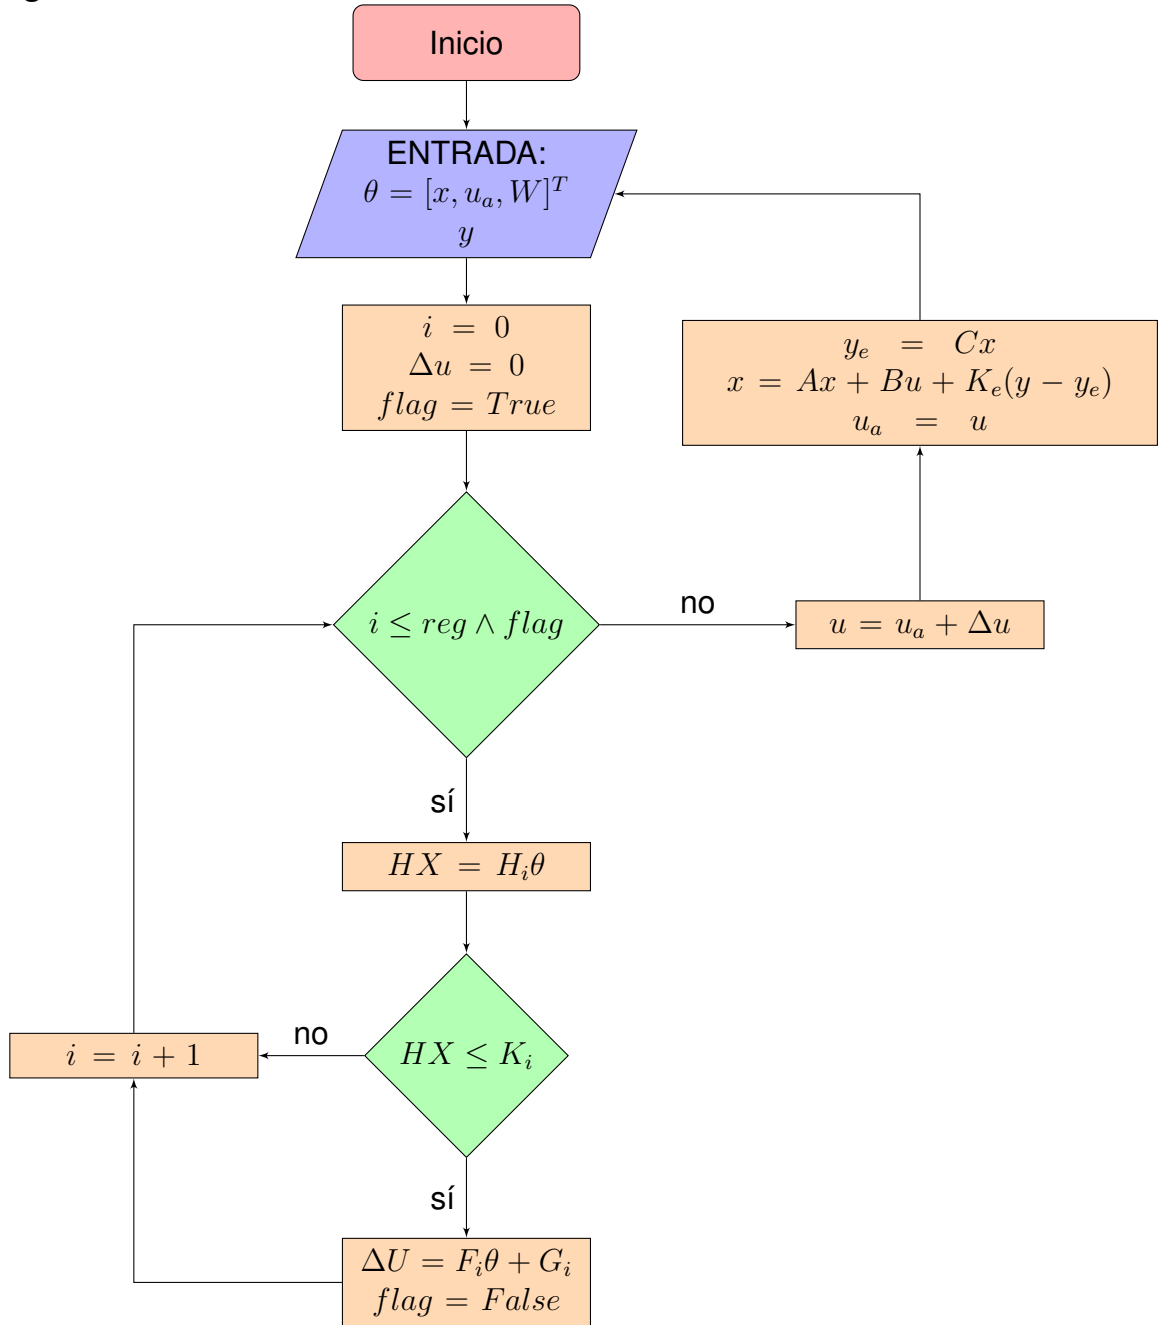 Inicio
ENTRADA:
θ = [x, u_a, W]^T
y
i = 0
Δu = 0
flag = True
y_e = Cx
x = Ax + Bu + K_e(y − y_e)
u_a = u
i ≤ reg ∧ flag
no
u = u_a + Δu
sí
HX = H_iθ
HX ≤ K_i
no
i = i + 1
sí
ΔU = F_iθ + G_i
flag = False